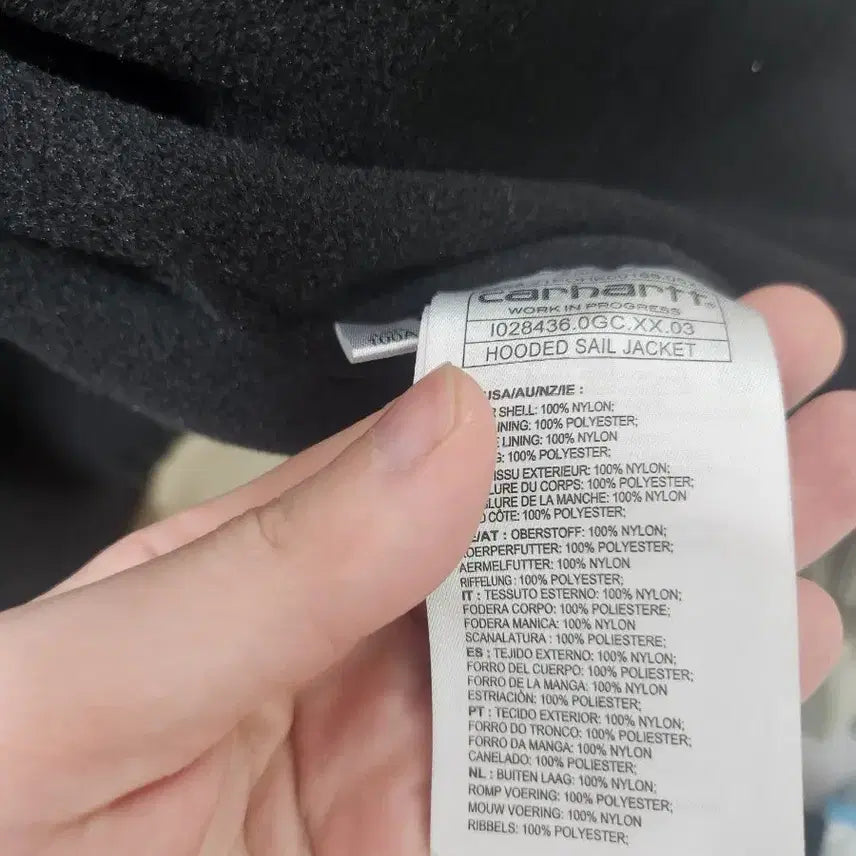 carhartt
WORK IN PROGRESS
I028436.0GC.XX.03
HOODED SAIL JACKET
USA/AU/NZ/IE :
SHELL: 100% NYLON;
LINING: 100% POLYESTER;
LINING: 100% NYLON
100% POLYESTER;
TISSU EXTERIEUR: 100% NYLON;
DU CORPS: 100% POLYESTER;
DE LA MANCHE: 100% NYLON
CÔTE: 100% POLYESTER;
/AT : OBERSTOFF: 100% NYLON;
KOERPERFUTTER: 100% POLYESTER;
AERMELFUTTER: 100% NYLON
RIFFELUNG: 100% POLYESTER;
IT : TESSUTO ESTERNO: 100% NYLON;
FODERA CORPO: 100% POLIESTERE;
FODERA MANICA: 100% NYLON
SCANALATURA : 100% POLIESTERE;
ES : TEJIDO EXTERNO: 100% NYLON;
FORRO DEL CUERPO: 100% POLIESTER;
FORRO DE LA MANGA: 100% NYLON
ESTRIACIÓN: 100% POLIESTER;
PT : TECIDO EXTERIOR: 100% NYLON;
FORRO DO TRONCO: 100% POLIESTER;
FORRO DA MANGA: 100% NYLON
CANELADO: 100% POLIESTER;
NL : BUITEN LAAG: 100% NYLON;
ROMP VOERING: 100% POLYESTER;
MOUW VOERING: 100% NYLON
RIBBELS: 100% POLYESTER;